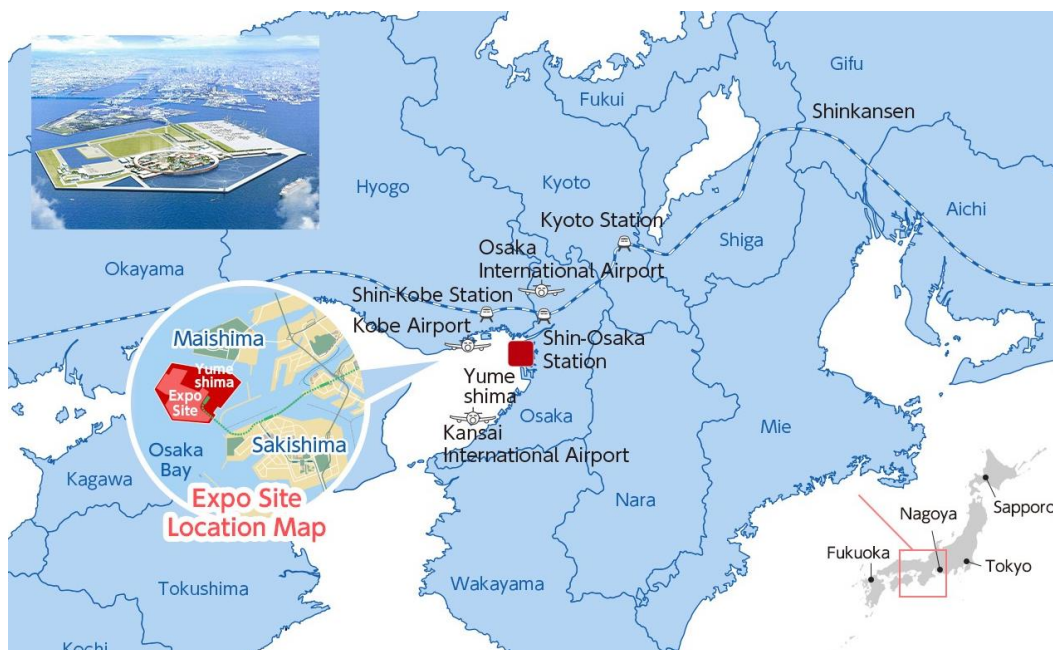 Gifu
Fukui
Shinkansen
Hyogo
Kyoto
Aichi
Kyoto Station
Shiga
Osaka
International Airport
Okayama
Shin-Kobe Station
Kobe Airport
Shin-Osaka
Station
Maishima
Yume
shima
Expo
Site
Yume
shima
Osaka
Mie
Sakishima
Osaka
Bay
Kansai
International Airport
Kagawa
Expo Site
Location Map
Nara
Sapporo
Nagoya
Fukuoka
Tokyo
Tokushima
Wakayama
Kochi